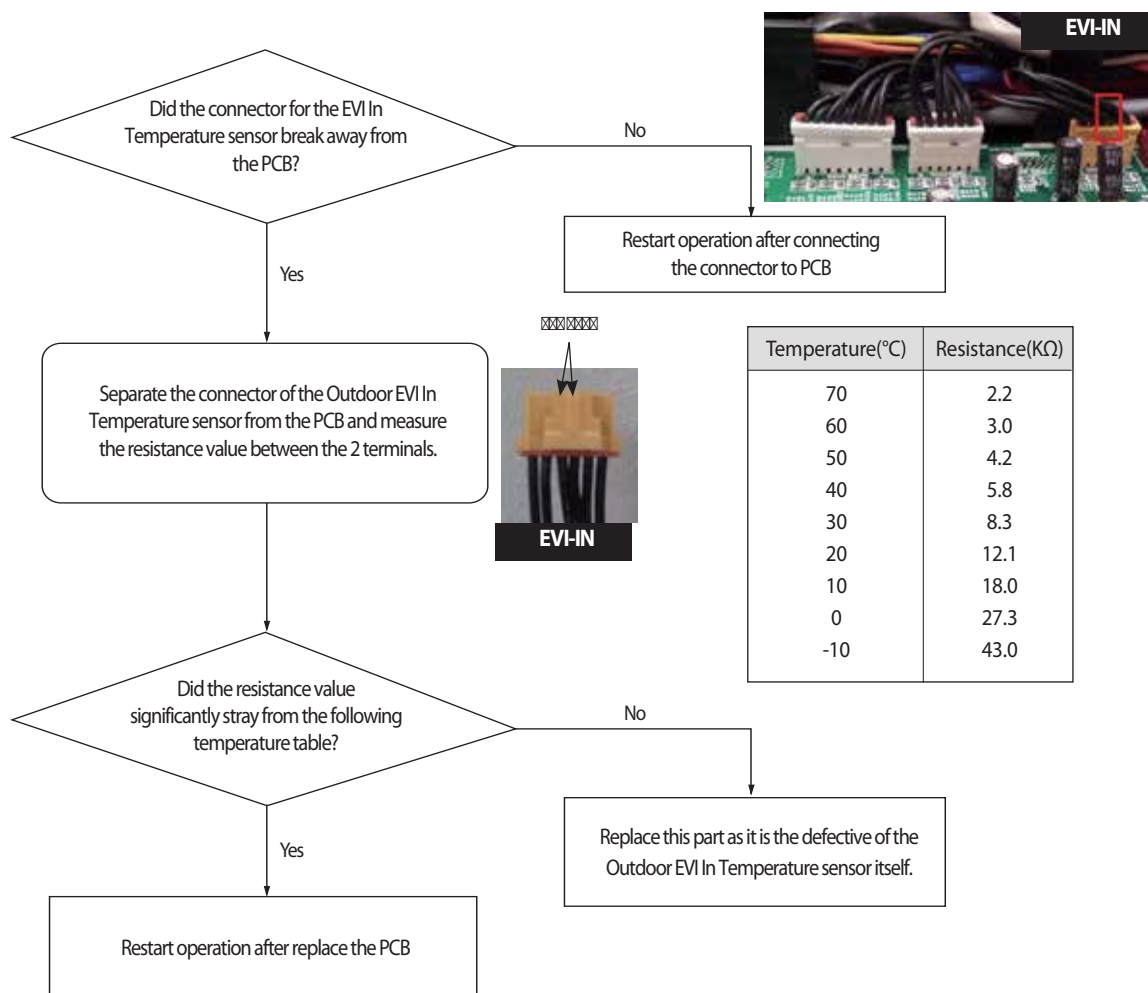 EVI-IN
Did the connector for the EVI In
Temperature sensor break away from
the PCB?
No
Restart operation after connecting
the connector to PCB
Yes
Separate the connector of the Outdoor EVI In
Temperature sensor from the PCB and measure
the resistance value between the 2 terminals.
EVI-IN
Temperature(°C) Resistance(KΩ)
70 2.2
60 3.0
50 4.2
40 5.8
30 8.3
20 12.1
10 18.0
0 27.3
-10 43.0
Did the resistance value
significantly stray from the following
temperature table?
No
Replace this part as it is the defective of the
Outdoor EVI In Temperature sensor itself.
Yes
Restart operation after replace the PCB